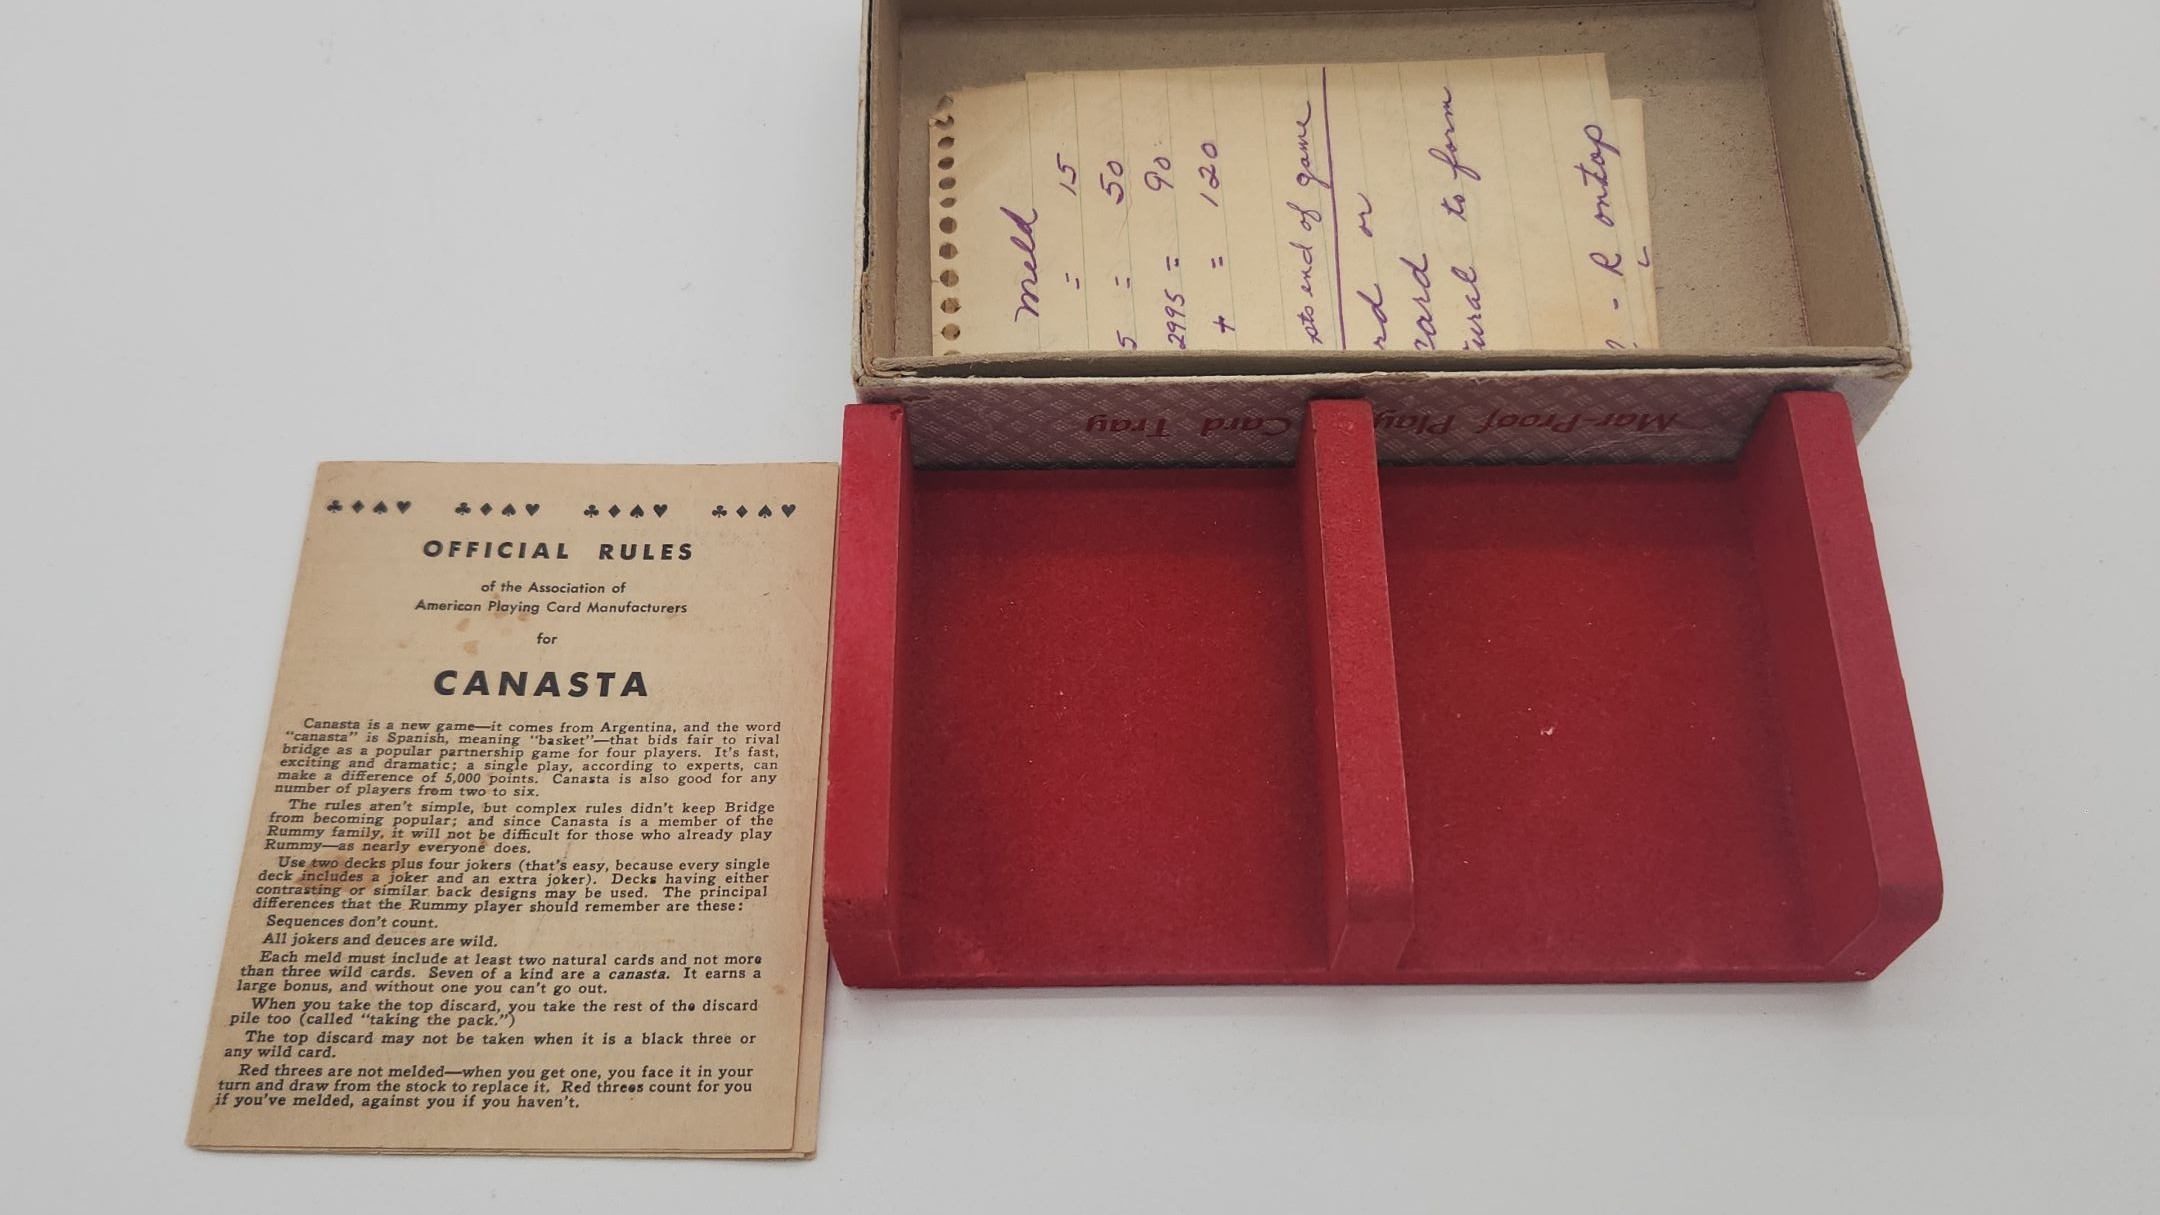 meld
= 15
5 = 50
2995 = 90
+ = 120
pts end of game
rd or
card
ural to form
- R ontop
Mar-Proof Playing Card Tray
♣♦♠♥ ♣♦♠♥ ♣♦♠♥ ♣♦♠♥
OFFICIAL RULES
of the Association of
American Playing Card Manufacturers
for
CANASTA
Canasta is a new game—it comes from Argentina, and the word
"canasta" is Spanish, meaning "basket"—that bids fair to rival
bridge as a popular partnership game for four players. It's fast,
exciting and dramatic; a single play, according to experts, can
make a difference of 5,000 points. Canasta is also good for any
number of players from two to six.
The rules aren't simple, but complex rules didn't keep Bridge
from becoming popular; and since Canasta is a member of the
Rummy family, it will not be difficult for those who already play
Rummy—as nearly everyone does.
Use two decks plus four jokers (that's easy, because every single
deck includes a joker and an extra joker). Decks having either
contrasting or similar back designs may be used. The principal
differences that the Rummy player should remember are these:
Sequences don't count.
All jokers and deuces are wild.
Each meld must include at least two natural cards and not more
than three wild cards. Seven of a kind are a canasta. It earns a
large bonus, and without one you can't go out.
When you take the top discard, you take the rest of the discard
pile too (called "taking the pack.")
The top discard may not be taken when it is a black three or
any wild card.
Red threes are not melded—when you get one, you face it in your
turn and draw from the stock to replace it. Red threes count for you
if you've melded, against you if you haven't.